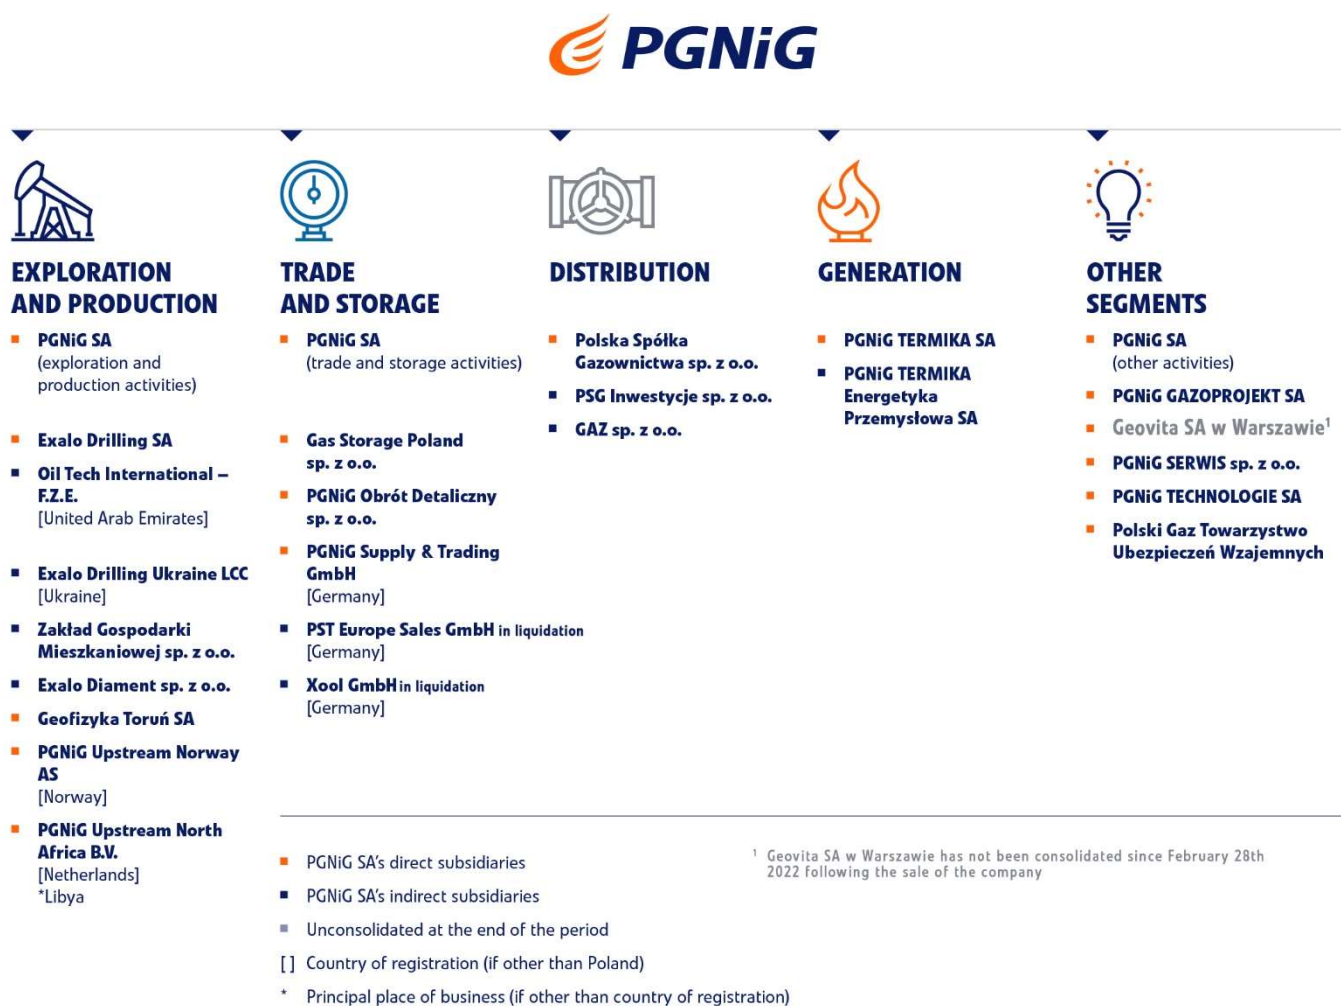 PGNiG
EXPLORATION
AND PRODUCTION
PGNiG SA
(exploration and
production activities)
Exalo Drilling SA
Oil Tech International –
F.Z.E.
[United Arab Emirates]
Exalo Drilling Ukraine LCC
[Ukraine]
Zakład Gospodarki
Mieszkaniowej sp. z o.o.
Exalo Diament sp. z o.o.
Geofizyka Toruń SA
PGNiG Upstream Norway
AS
[Norway]
PGNiG Upstream North
Africa B.V.
[Netherlands]
*Libya
TRADE
AND STORAGE
PGNiG SA
(trade and storage activities)
Gas Storage Poland
sp. z o.o.
PGNiG Obrót Detaliczny
sp. z o.o.
PGNiG Supply & Trading
GmbH
[Germany]
PST Europe Sales GmbH in liquidation
[Germany]
Xool GmbH in liquidation
[Germany]
DISTRIBUTION
Polska Spółka
Gazownictwa sp. z o.o.
PSG Inwestycje sp. z o.o.
GAZ sp. z o.o.
GENERATION
PGNiG TERMIKA SA
PGNiG TERMIKA
Energetyka
Przemysłowa SA
OTHER
SEGMENTS
PGNiG SA
(other activities)
PGNiG GAZOPROJEKT SA
Geovita SA w Warszawie¹
PGNiG SERWIS sp. z o.o.
PGNiG TECHNOLOGIE SA
Polski Gaz Towarzystwo
Ubezpieczeń Wzajemnych
PGNiG SA's direct subsidiaries
PGNiG SA's indirect subsidiaries
Unconsolidated at the end of the period
[ ] Country of registration (if other than Poland)
* Principal place of business (if other than country of registration)
¹ Geovita SA w Warszawie has not been consolidated since February 28th
2022 following the sale of the company